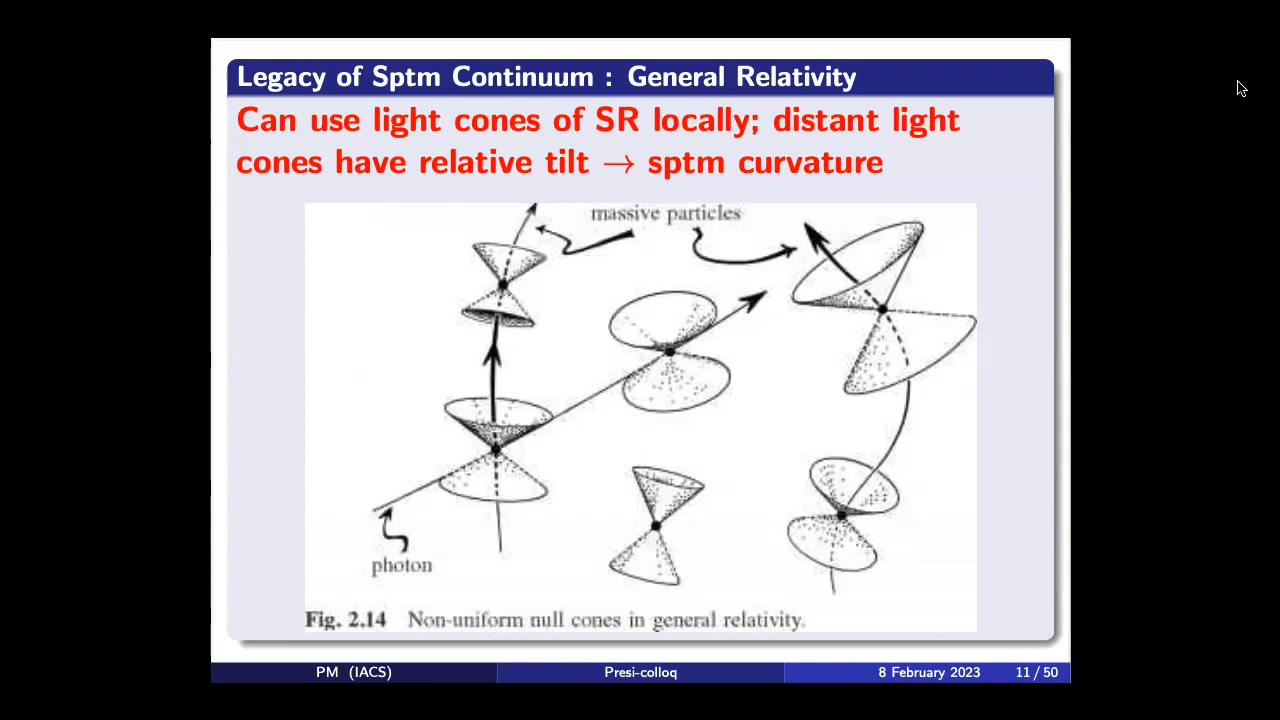 Legacy of Sptm Continuum : General Relativity
Can use light cones of SR locally; distant light
cones have relative tilt → sptm curvature
massive particles
photon
Fig. 2.14 Non-uniform null cones in general relativity.
PM (IACS) Presi-colloq 8 February 2023 11 / 50